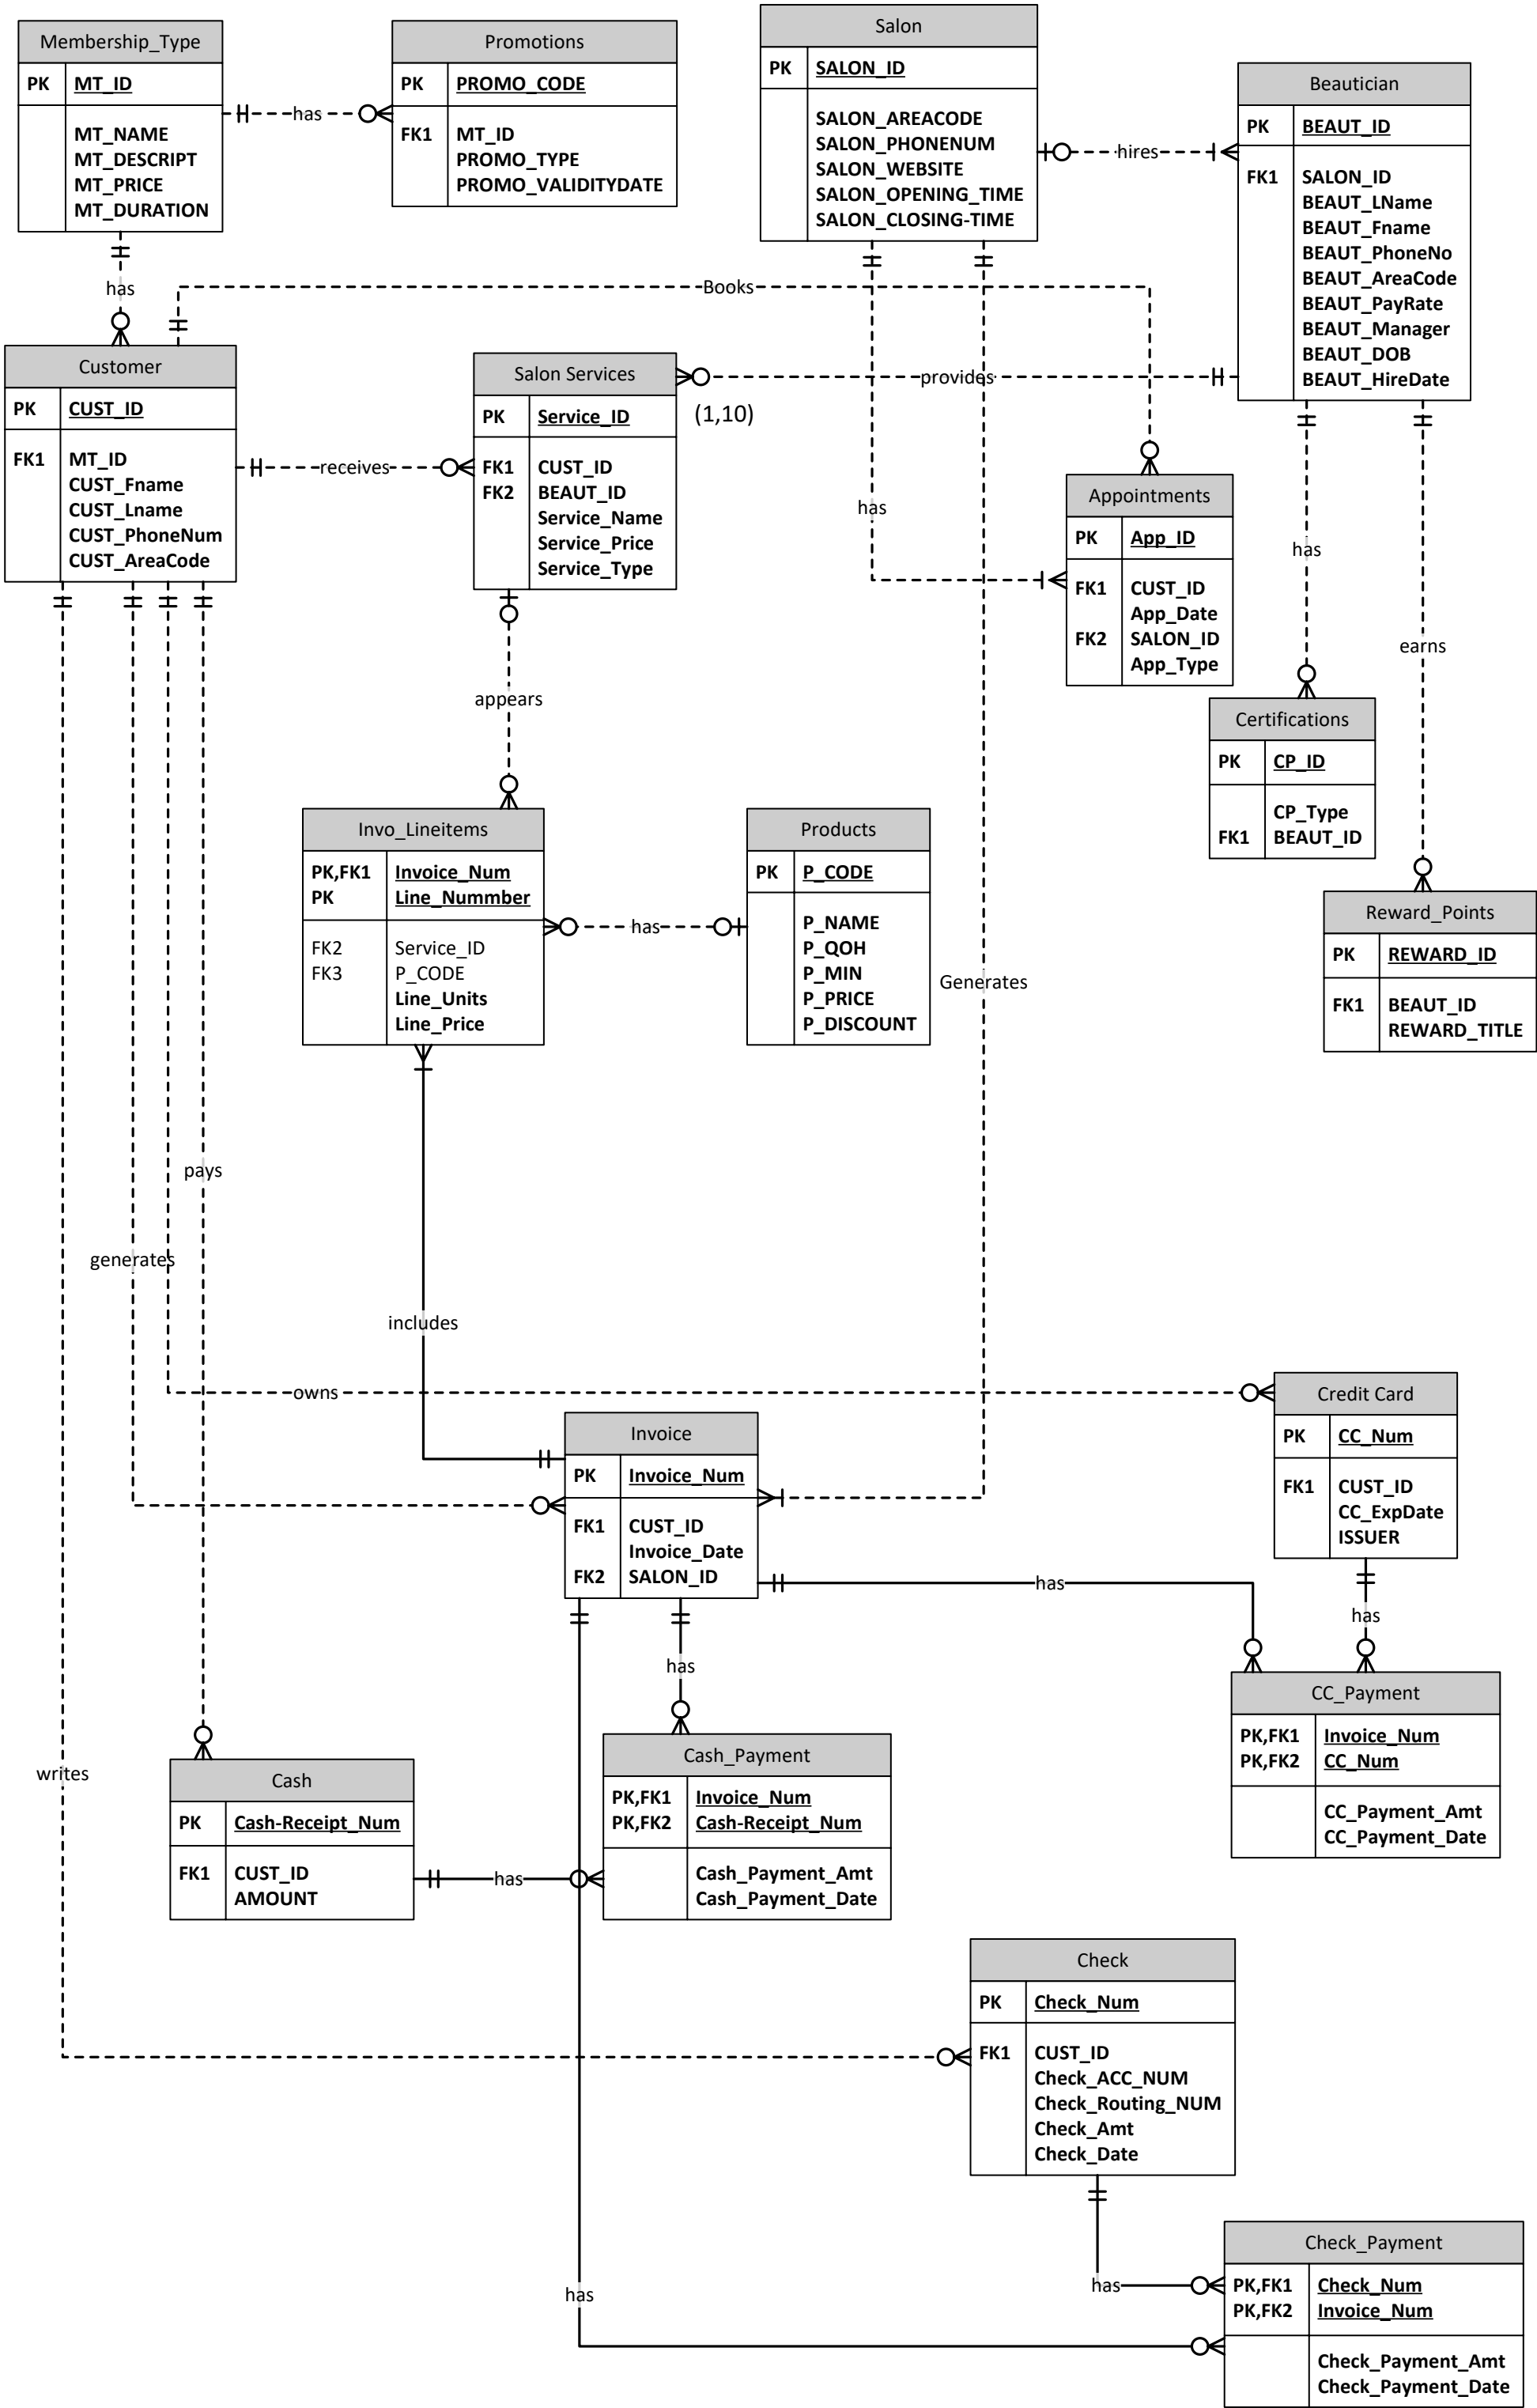 Membership_Type
PK MT_ID
MT_NAME
MT_DESCRIPT
MT_PRICE
MT_DURATION
has
Promotions
PK PROMO_CODE
FK1 MT_ID
PROMO_TYPE
PROMO_VALIDITYDATE
Salon
PK SALON_ID
SALON_AREACODE
SALON_PHONENUM
SALON_WEBSITE
SALON_OPENING_TIME
SALON_CLOSING-TIME
hires
Beautician
PK BEAUT_ID
FK1 SALON_ID
BEAUT_LName
BEAUT_Fname
BEAUT_PhoneNo
BEAUT_AreaCode
BEAUT_PayRate
BEAUT_Manager
BEAUT_DOB
BEAUT_HireDate
has
Books
Customer
PK CUST_ID
FK1 MT_ID
CUST_Fname
CUST_Lname
CUST_PhoneNum
CUST_AreaCode
receives
Salon Services
PK Service_ID
FK1 CUST_ID
FK2 BEAUT_ID
Service_Name
Service_Price
Service_Type
provides
(1,10)
has
Appointments
PK App_ID
FK1 CUST_ID
App_Date
FK2 SALON_ID
App_Type
has
earns
appears
Certifications
PK CP_ID
CP_Type
FK1 BEAUT_ID
Invo_Lineitems
PK,FK1 Invoice_Num
PK Line_Nummber
FK2 Service_ID
FK3 P_CODE
Line_Units
Line_Price
has
Products
PK P_CODE
P_NAME
P_QOH
P_MIN
P_PRICE
P_DISCOUNT
Generates
Reward_Points
PK REWARD_ID
FK1 BEAUT_ID
REWARD_TITLE
pays
generates
includes
owns
Credit Card
PK CC_Num
FK1 CUST_ID
CC_ExpDate
ISSUER
Invoice
PK Invoice_Num
FK1 CUST_ID
Invoice_Date
FK2 SALON_ID
has
has
has
CC_Payment
PK,FK1 Invoice_Num
PK,FK2 CC_Num
CC_Payment_Amt
CC_Payment_Date
writes
Cash
PK Cash-Receipt_Num
FK1 CUST_ID
AMOUNT
has
Cash_Payment
PK,FK1 Invoice_Num
PK,FK2 Cash-Receipt_Num
Cash_Payment_Amt
Cash_Payment_Date
Check
PK Check_Num
FK1 CUST_ID
Check_ACC_NUM
Check_Routing_NUM
Check_Amt
Check_Date
has
has
Check_Payment
PK,FK1 Check_Num
PK,FK2 Invoice_Num
Check_Payment_Amt
Check_Payment_Date